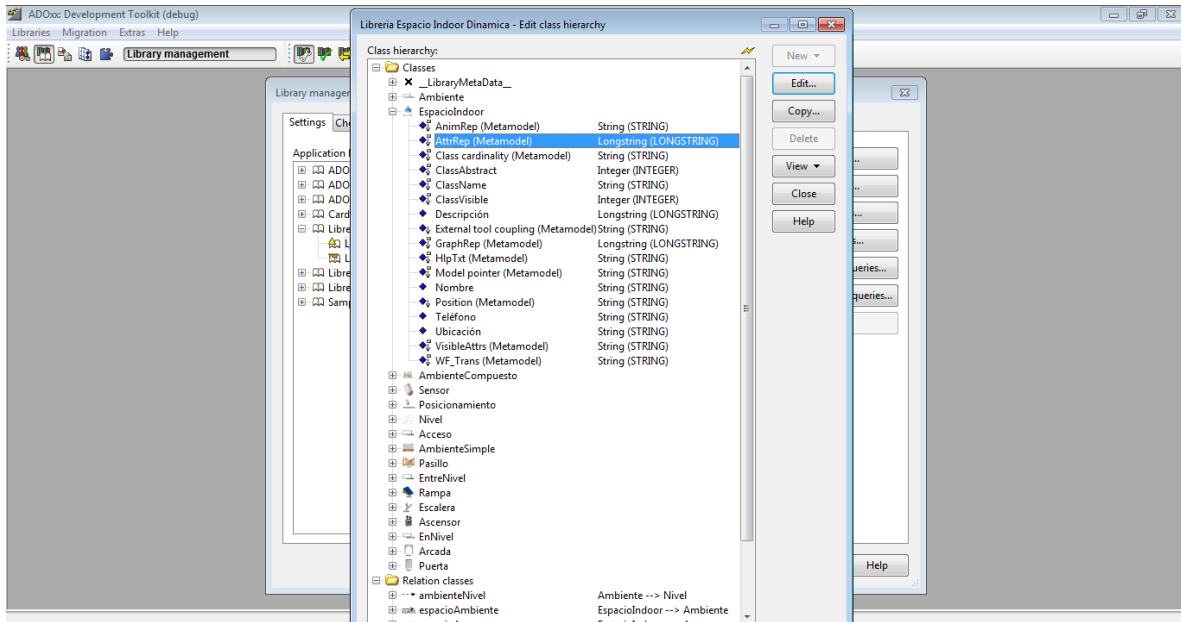 ADOxx: Development Toolkit (debug)
Libraries Migration Extras Help
Library management
Library manager
Settings Che
Application l
ADO
ADO
ADO
Card
Libre
L
L
Libre
Libre
Samp
Libreria Espacio Indoor Dinamica - Edit class hierarchy
Class hierarchy:
Classes
__LibraryMetaData__
Ambiente
EspacioIndoor
AnimRep (Metamodel) String (STRING)
AttrRep (Metamodel) Longstring (LONGSTRING)
Class cardinality (Metamodel) String (STRING)
ClassAbstract Integer (INTEGER)
ClassName String (STRING)
ClassVisible Integer (INTEGER)
Descripción Longstring (LONGSTRING)
External tool coupling (Metamodel) String (STRING)
GraphRep (Metamodel) Longstring (LONGSTRING)
HlpTxt (Metamodel) String (STRING)
Model pointer (Metamodel) String (STRING)
Nombre String (STRING)
Position (Metamodel) String (STRING)
Teléfono String (STRING)
Ubicación String (STRING)
VisibleAttrs (Metamodel) String (STRING)
WF_Trans (Metamodel) String (STRING)
AmbienteCompuesto
Sensor
Posicionamiento
Nivel
Acceso
AmbienteSimple
Pasillo
EntreNivel
Rampa
Escalera
Ascensor
EnNivel
Arcada
Puerta
Relation classes
ambienteNivel Ambiente --> Nivel
espacioAmbiente EspacioIndoor --> Ambiente
New
Edit...
Copy...
Delete
View
Close
Help
...
...
...
s...
ueries...
queries...
Help